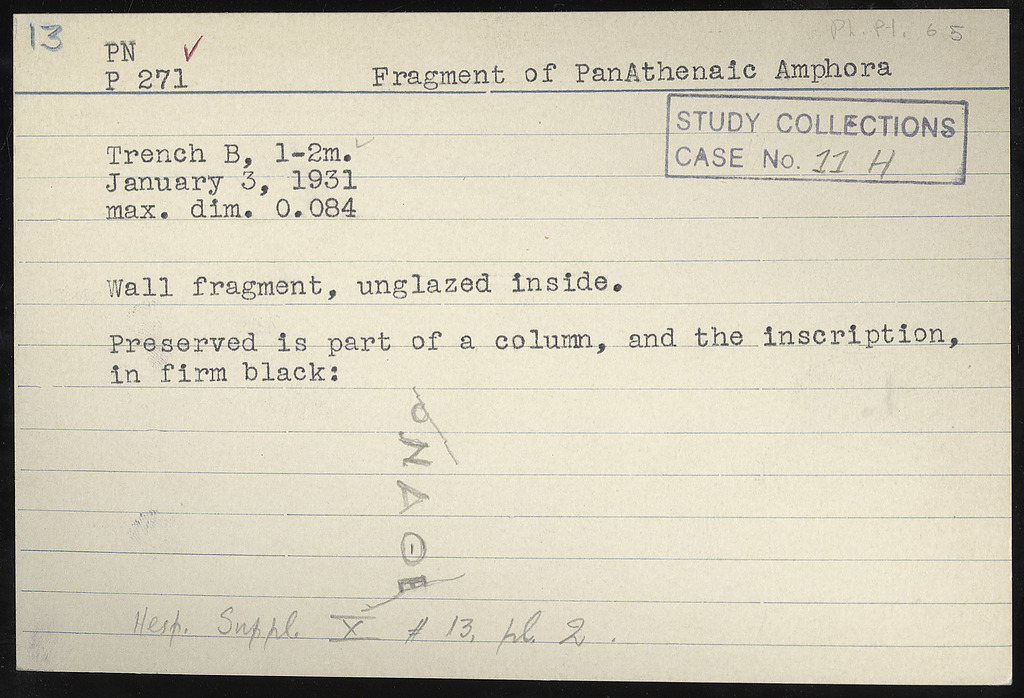 13
PN ✓
P 271
Fragment of PanAthenaic Amphora
Ph. Pl. 65
STUDY COLLECTIONS
CASE No. 11 H
Trench B, 1-2m. ✓
January 3, 1931
max. dim. 0.084
Wall fragment, unglazed inside.
Preserved is part of a column, and the inscription,
in firm black:
ΟΝΑΘΕ
Hesp. Suppl. X # 13, pl. 2.